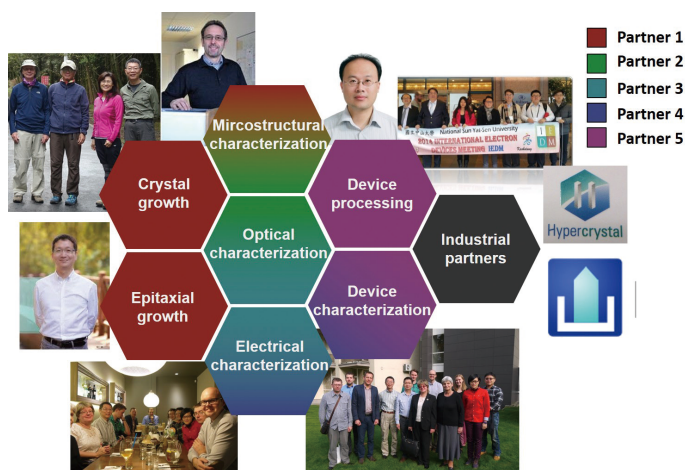 Partner 1
Partner 2
Partner 3
Partner 4
Partner 5
National Sun Yat-Sen University
2014 INTERNATIONAL ELECTRON
DEVICES MEETING IEDM
Mircostructural
characterization
Crystal
growth
Device
processing
Optical
characterization
Industrial
partners
Hypercrystal
Epitaxial
growth
Device
characterization
Electrical
characterization